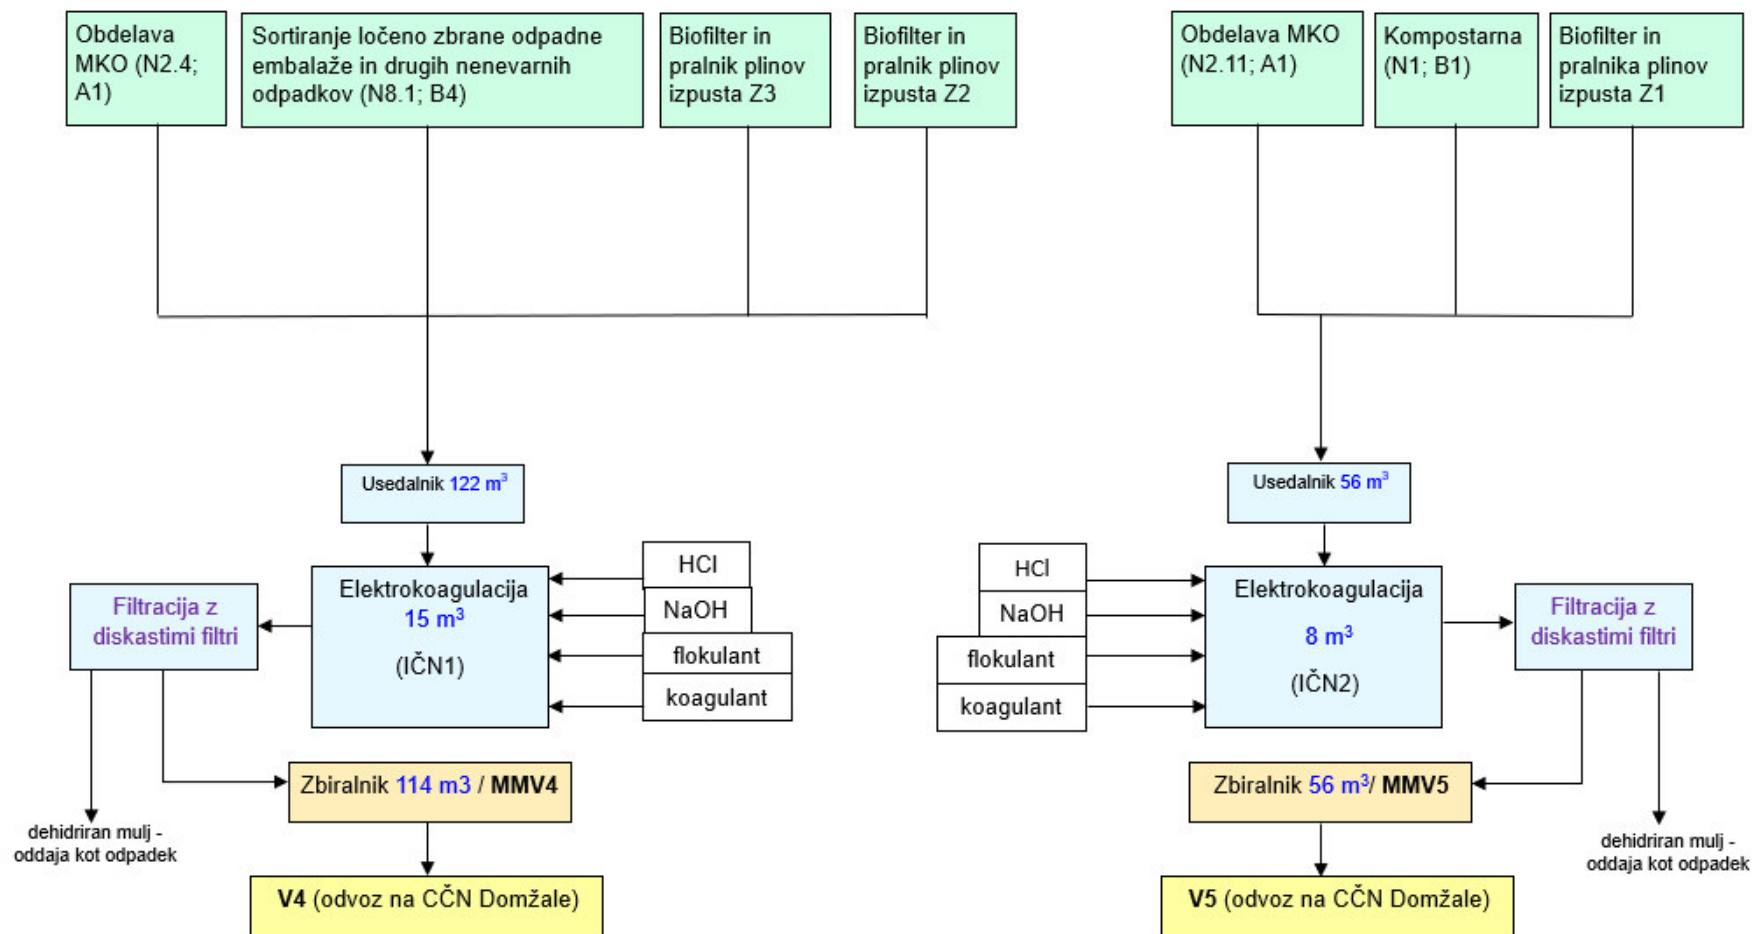 Obdelava
MKO (N2.4;
A1)
Sortiranje ločeno zbrane odpadne
embalaže in drugih nenevarnih
odpadkov (N8.1; B4)
Biofilter in
pralnik plinov
izpusta Z3
Biofilter in
pralnik plinov
izpusta Z2
Obdelava MKO
(N2.11; A1)
Kompostarna
(N1; B1)
Biofilter in
pralnika plinov
izpusta Z1
Usedalnik 122 m³
Elektrokoagulacija
15 m³
(IČN1)
HCl
NaOH
flokulant
koagulant
Filtracija z
diskastimi filtri
Zbiralnik 114 m3 / MMV4
dehidriran mulj -
oddaja kot odpadek
V4 (odvoz na CČN Domžale)
Usedalnik 56 m³
HCl
NaOH
flokulant
koagulant
Elektrokoagulacija
8 m³
(IČN2)
Filtracija z
diskastimi filtri
Zbiralnik 56 m³/ MMV5
dehidriran mulj -
oddaja kot odpadek
V5 (odvoz na CČN Domžale)